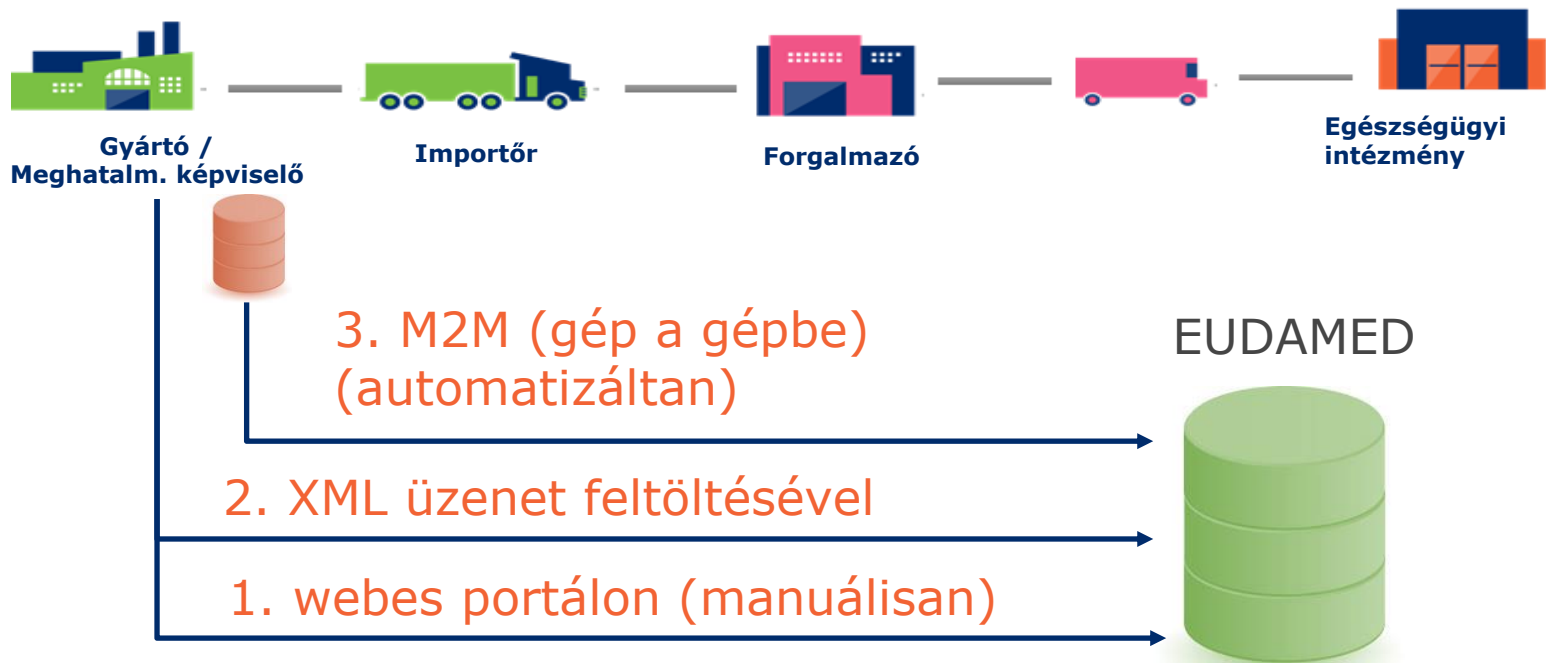 Gyártó /
Meghatalm. képviselő
Importőr
Forgalmazó
Egészségügyi
intézmény
3. M2M (gép a gépbe)
(automatizáltan)
EUDAMED
2. XML üzenet feltöltésével
1. webes portálon (manuálisan)